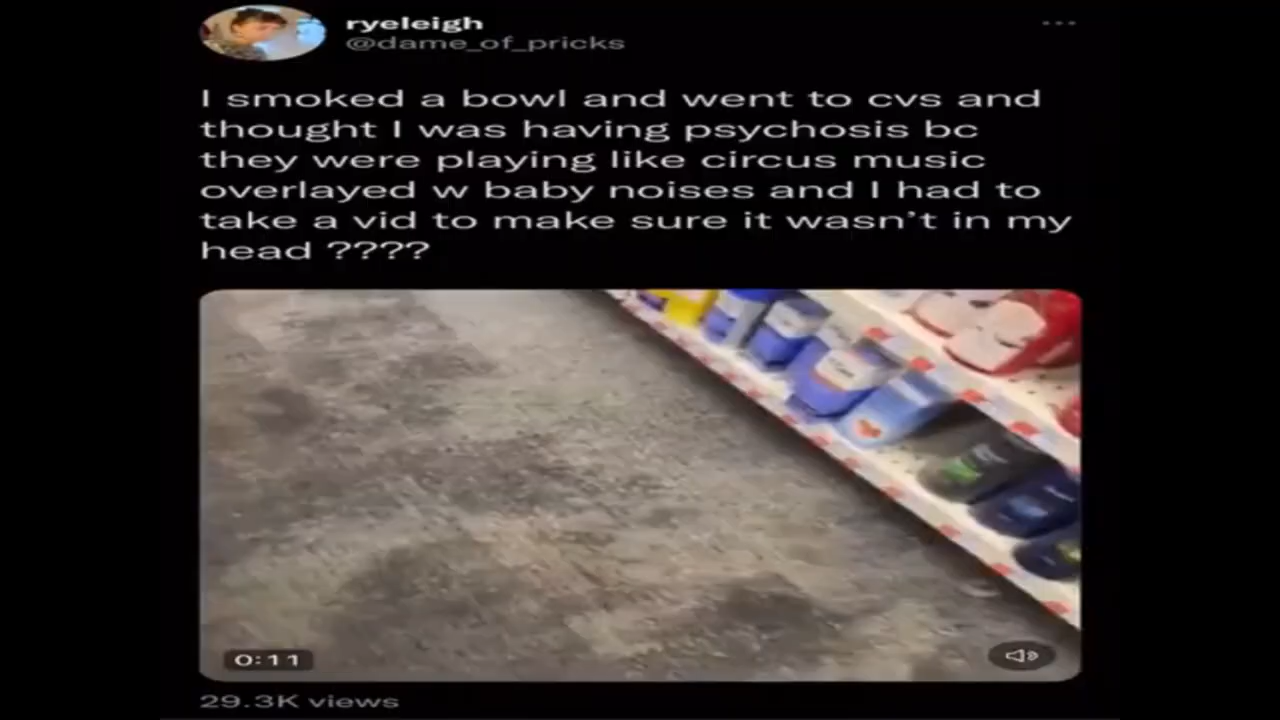 ryeleigh
@dame_of_pricks
I smoked a bowl and went to cvs and
thought I was having psychosis bc
they were playing like circus music
overlayed w baby noises and I had to
take a vid to make sure it wasn't in my
head ????
0:11
29.3K views